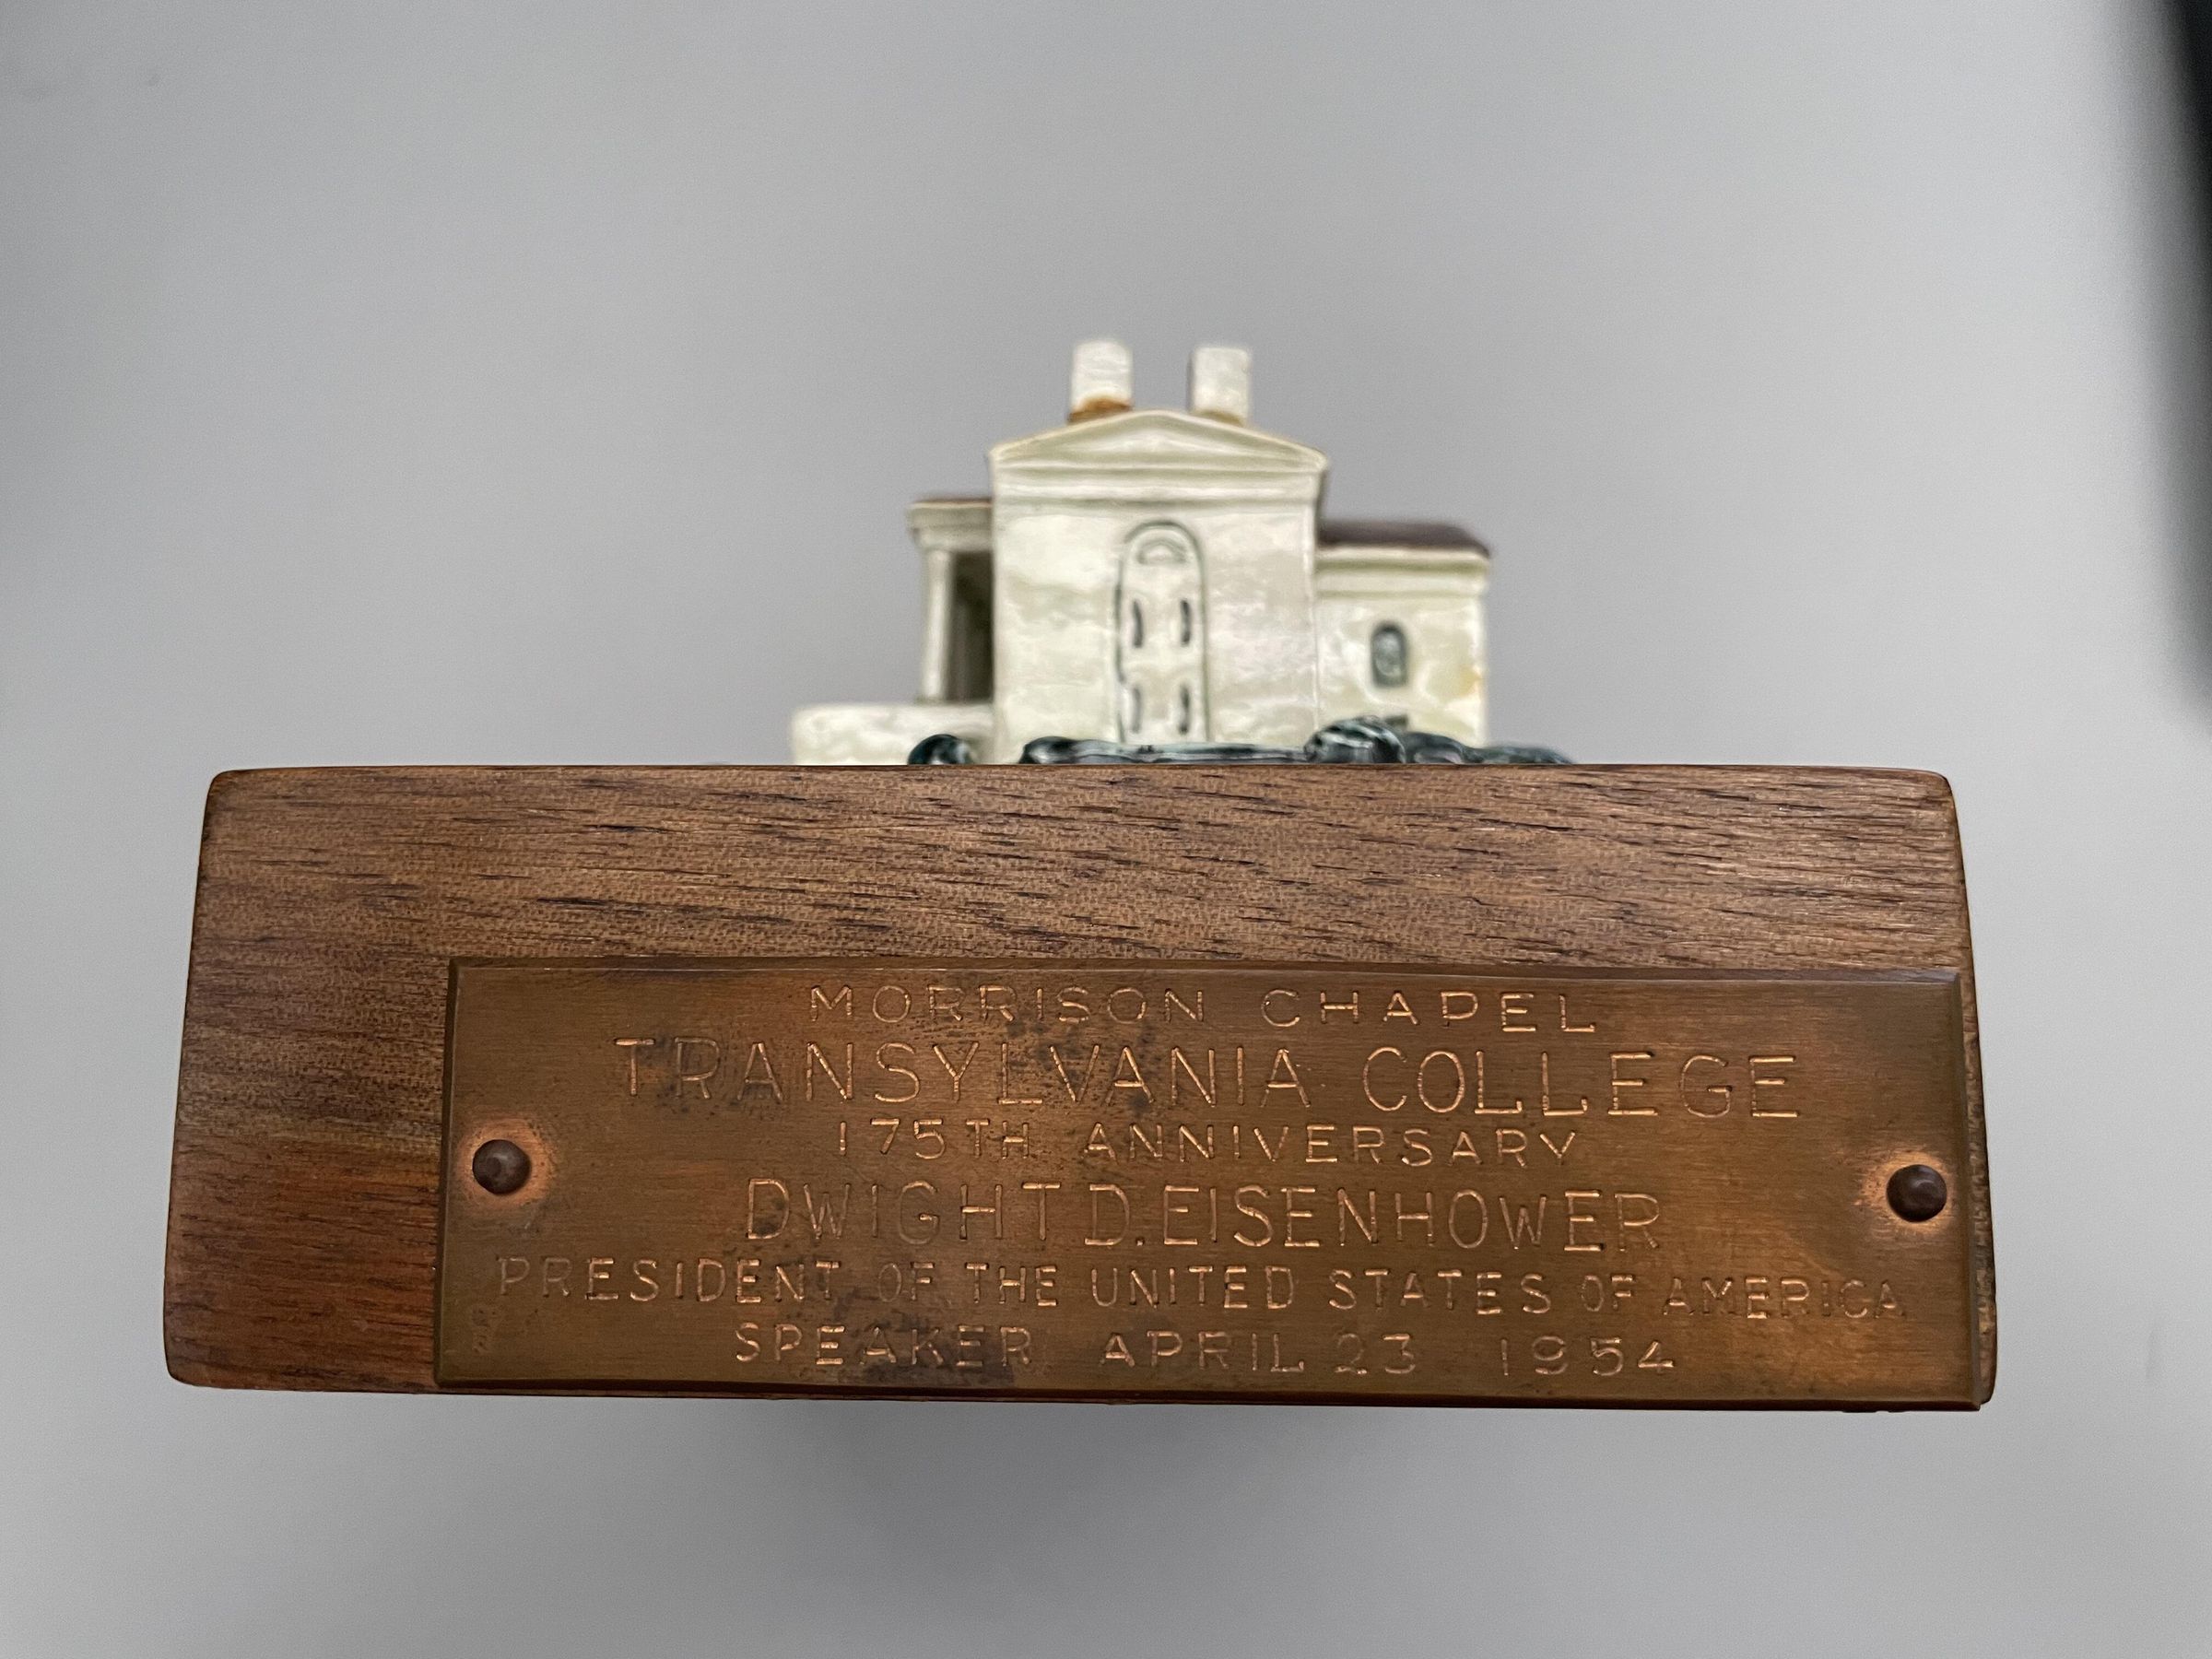 MORRISON CHAPEL
TRANSYLVANIA COLLEGE
175TH ANNIVERSARY
DWIGHT D. EISENHOWER
PRESIDENT OF THE UNITED STATES OF AMERICA
SPEAKER APRIL 23 1954